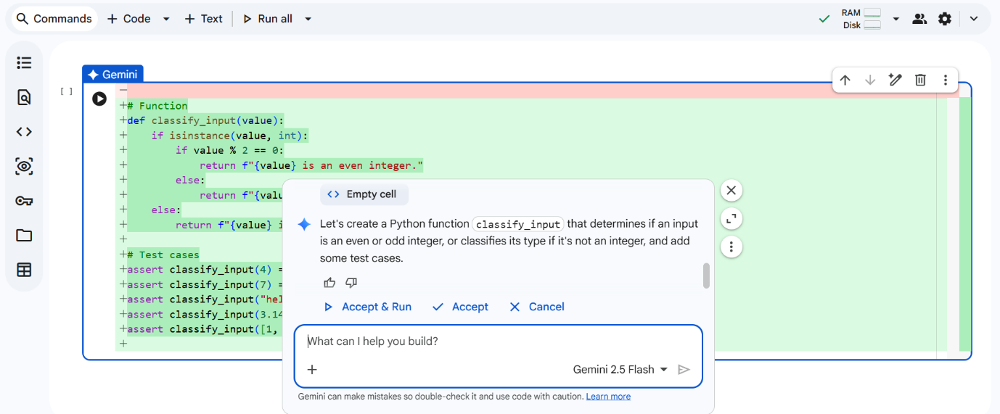 Commands + Code + Text Run all RAM
Disk
Gemini
[ ]
-
+# Function
+def classify_input(value):
+    if isinstance(value, int):
+        if value % 2 == 0:
+            return f"{value} is an even integer."
+        else:
+            return f"{valu
+    else:
+        return f"{value} i
+
+# Test cases
+assert classify_input(4) =
+assert classify_input(7) =
+assert classify_input("hel
+assert classify_input(3.14
+assert classify_input([1,
+
<> Empty cell
Let's create a Python function classify_input that determines if an input
is an even or odd integer, or classifies its type if it's not an integer, and add
some test cases.
Accept & Run Accept Cancel
What can I help you build?
+ Gemini 2.5 Flash
Gemini can make mistakes so double-check it and use code with caution. Learn more